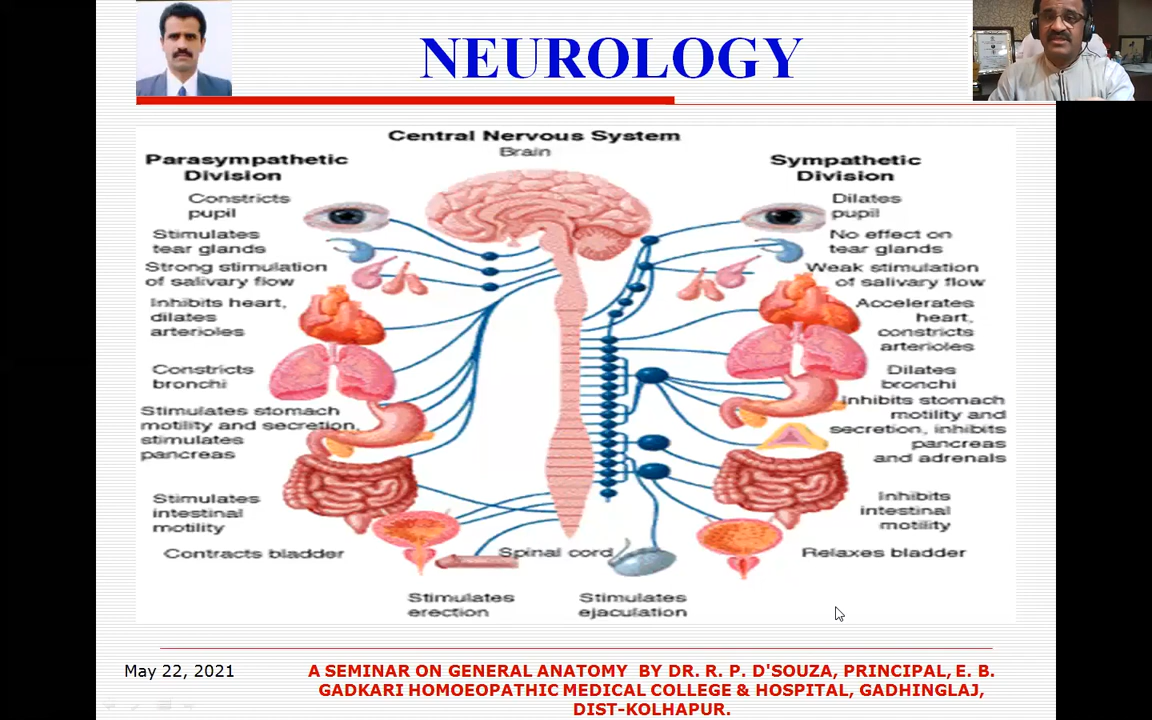 NEUROLOGY
Central Nervous System
Brain
Parasympathetic
Division
Constricts
pupil
Stimulates
tear glands
Strong stimulation
of salivary flow
Inhibits heart,
dilates
arterioles
Constricts
bronchi
Stimulates stomach
motility and secretion,
stimulates
pancreas
Stimulates
intestinal
motility
Contracts bladder
Sympathetic
Division
Dilates
pupil
No effect on
tear glands
Weak stimulation
of salivary flow
Accelerates
heart,
constricts
arterioles
Dilates
bronchi
Inhibits stomach
motility and
secretion, inhibits
pancreas
and adrenals
Inhibits
intestinal
motility
Relaxes bladder
Spinal cord
Stimulates
erection
Stimulates
ejaculation
May 22, 2021
A SEMINAR ON GENERAL ANATOMY BY DR. R. P. D'SOUZA, PRINCIPAL, E. B.
GADKARI HOMOEOPATHIC MEDICAL COLLEGE & HOSPITAL, GADHINGLAJ,
DIST-KOLHAPUR.